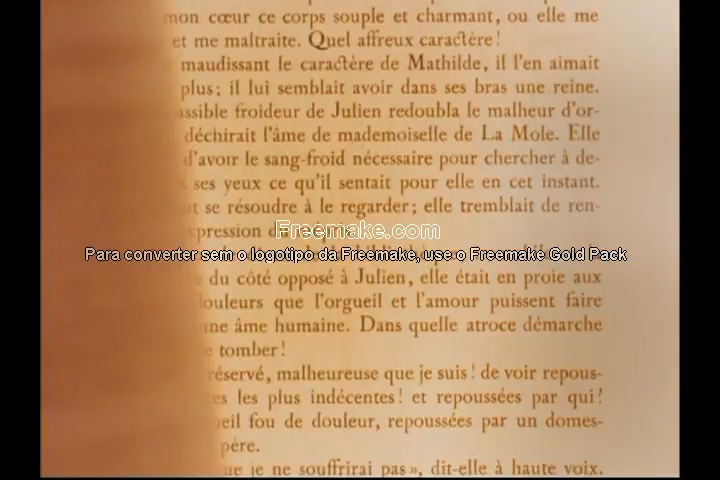 mon cœur ce corps souple et charmant, ou elle me
et me maltraite. Quel affreux caractère!
maudissant le caractère de Mathilde, il l'en aimait
plus; il lui semblait avoir dans ses bras une reine.
froideur de Julien redoubla le malheur d'or-
déchirait l'âme de mademoiselle de La Mole. Elle
d'avoir le sang-froid nécessaire pour chercher à de-
ses yeux ce qu'il sentait pour elle en cet instant.
se résoudre à le regarder; elle tremblait de ren-
Freemake.com
Para converter sem o logotipo da Freemake, use o Freemake Gold Pack
du côté opposé à Julien, elle était en proie aux
douleurs que l'orgueil et l'amour puissent faire
une âme humaine. Dans quelle atroce démarche
tomber!
réservé, malheureuse que je suis! de voir repous-
les plus indécentes! et repoussées par qui?
fou de douleur, repoussées par un domes-
père.
que je ne souffrirai pas», dit-elle à haute voix.